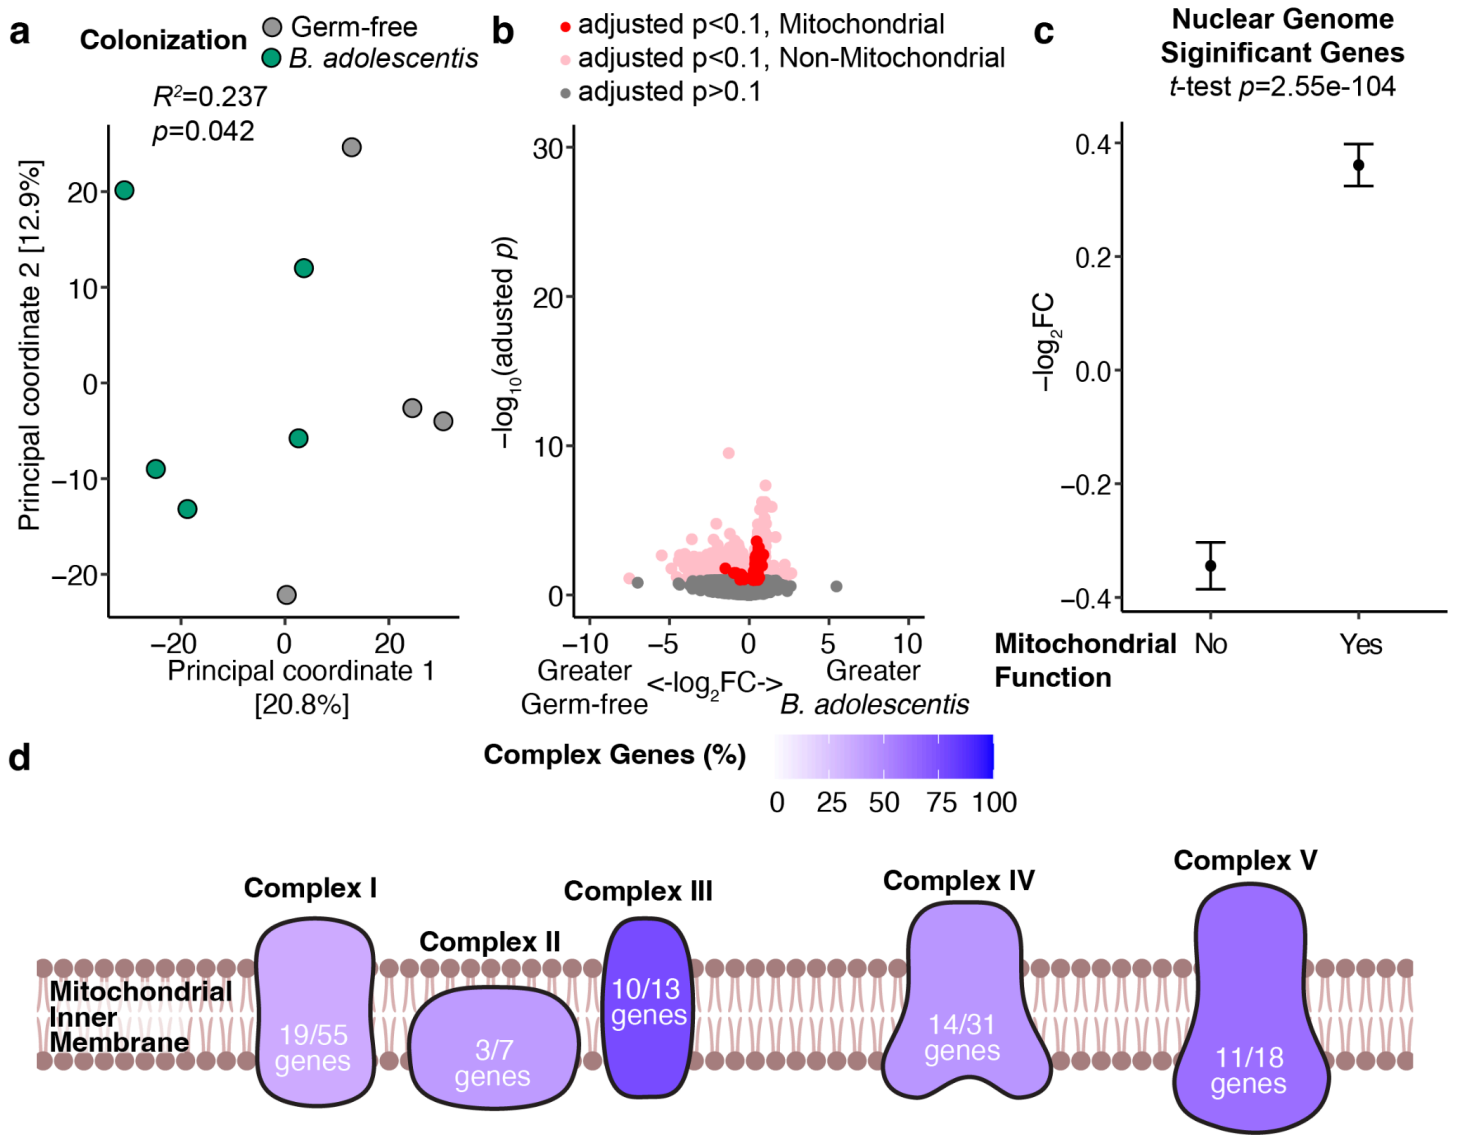 a
Colonization
Germ-free
B. adolescentis
R²=0.237
p=0.042
Principal coordinate 2 [12.9%]
20
10
0
−10
−20
−20 0 20
Principal coordinate 1
[20.8%]
b
adjusted p<0.1, Mitochondrial
adjusted p<0.1, Non-Mitochondrial
adjusted p>0.1
−log₁₀(adusted p)
30
20
10
0
−10 −5 0 5 10
Greater
Germ-free
<-log₂FC->
Greater
B. adolescentis
c
Nuclear Genome
Siginificant Genes
t-test p=2.55e-104
−log₂FC
0.4
0.2
0.0
−0.2
−0.4
Mitochondrial
Function
No Yes
d
Complex Genes (%)
0 25 50 75 100
Complex I
Complex II
Complex III
Complex IV
Complex V
Mitochondrial
Inner
Membrane
19/55
genes
3/7
genes
10/13
genes
14/31
genes
11/18
genes